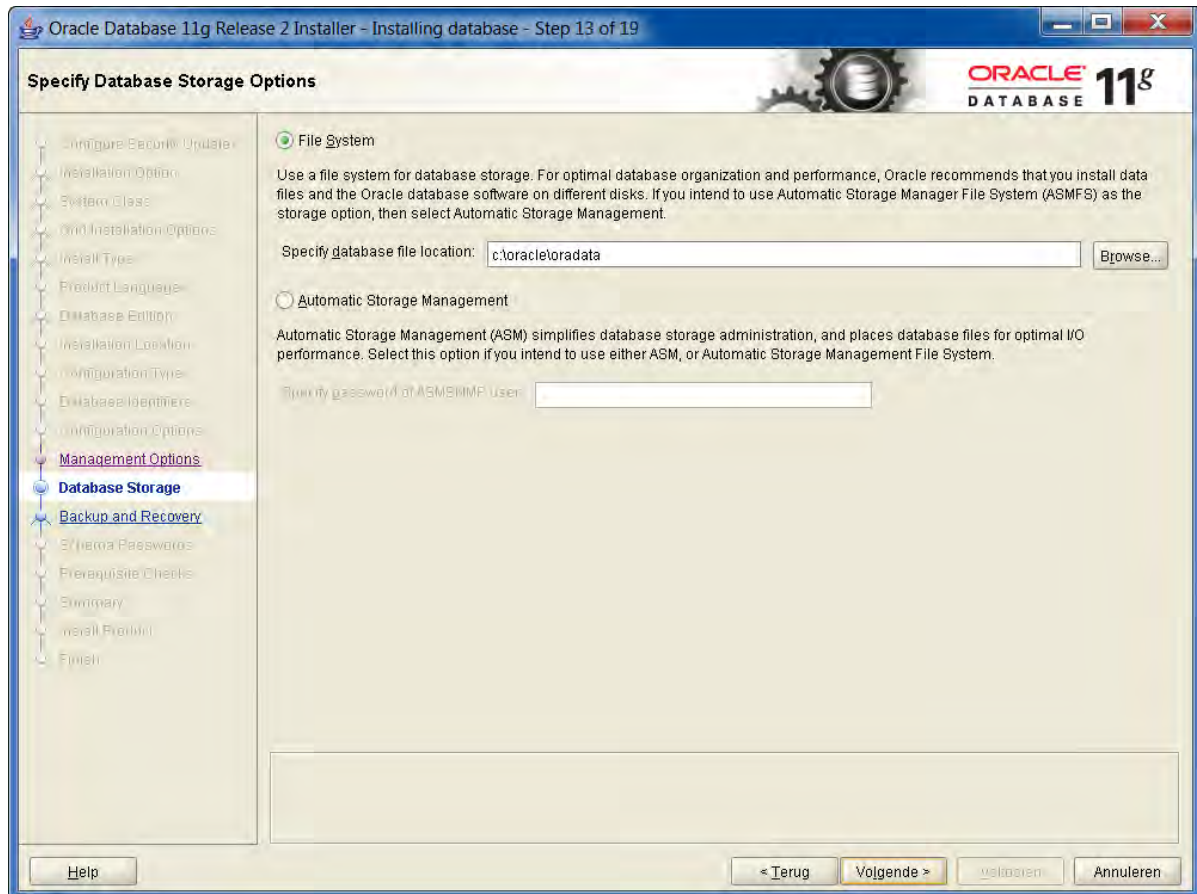 Oracle Database 11g Release 2 Installer - Installing database - Step 13 of 19
Specify Database Storage Options
ORACLE
DATABASE
11g
Configure Security Updates
Installation Option
System Class
Grid Installation Options
Install Type
Product Languages
Database Edition
Installation Location
Configuration Type
Database Identifiers
Configuration Options
Management Options
Database Storage
Backup and Recovery
Schema Passwords
Prerequisite Checks
Summary
Install Product
Finish
File System
Use a file system for database storage. For optimal database organization and performance, Oracle recommends that you install data
files and the Oracle database software on different disks. If you intend to use Automatic Storage Manager File System (ASMFS) as the
storage option, then select Automatic Storage Management.
Specify database file location:
c:\oracle\oradata
Browse...
Automatic Storage Management
Automatic Storage Management (ASM) simplifies database storage administration, and places database files for optimal I/O
performance. Select this option if you intend to use either ASM, or Automatic Storage Management File System.
Specify password of ASMSNMP user:
Help
< Terug
Volgende >
Annuleren